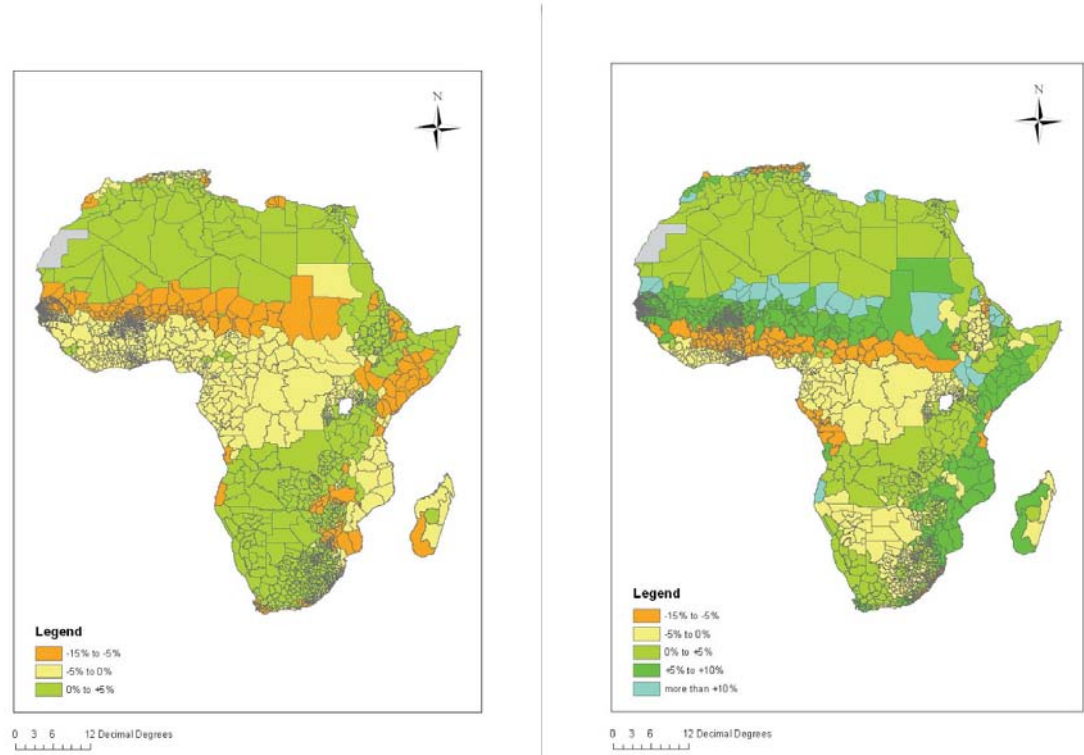 N
Legend
-15% to -5%
-5% to 0%
0% to +5%
0 3 6 12 Decimal Degrees
N
Legend
-15% to -5%
-5% to 0%
0% to +5%
+5% to +10%
more than +10%
0 3 6 12 Decimal Degrees